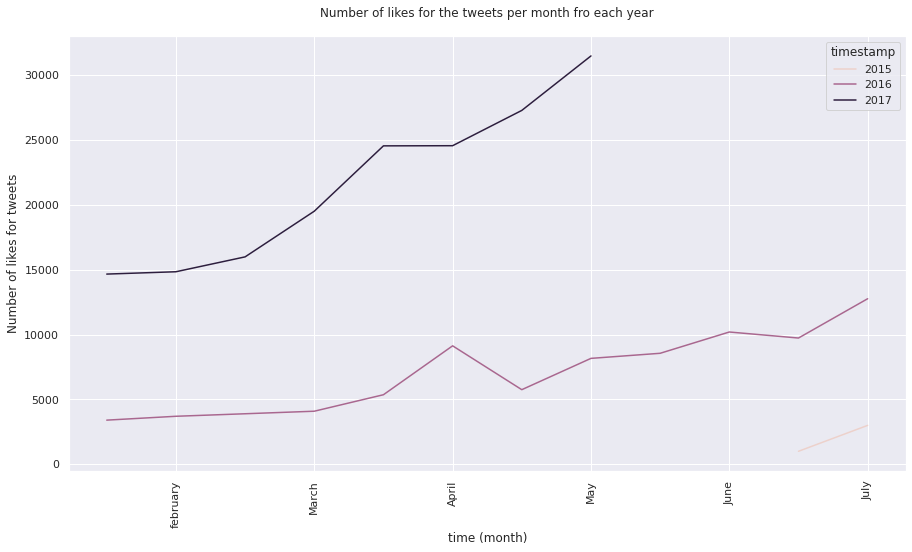 Number of likes for the tweets per month fro each year
timestamp
2015
2016
2017
30000
25000
20000
15000
10000
5000
0
Number of likes for tweets
february
March
April
May
June
July
time (month)